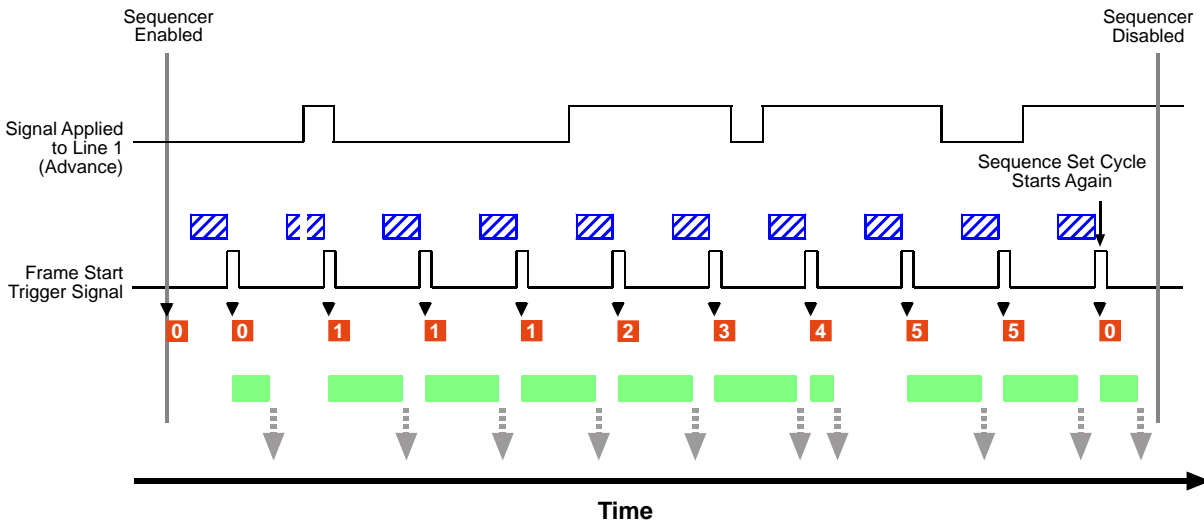 Sequencer
Enabled
Sequencer
Disabled
Signal Applied
to Line 1
(Advance)
Sequence Set Cycle
Starts Again
Frame Start
Trigger Signal
0 0 1 1 1 2 3 4 5 5 0
Time